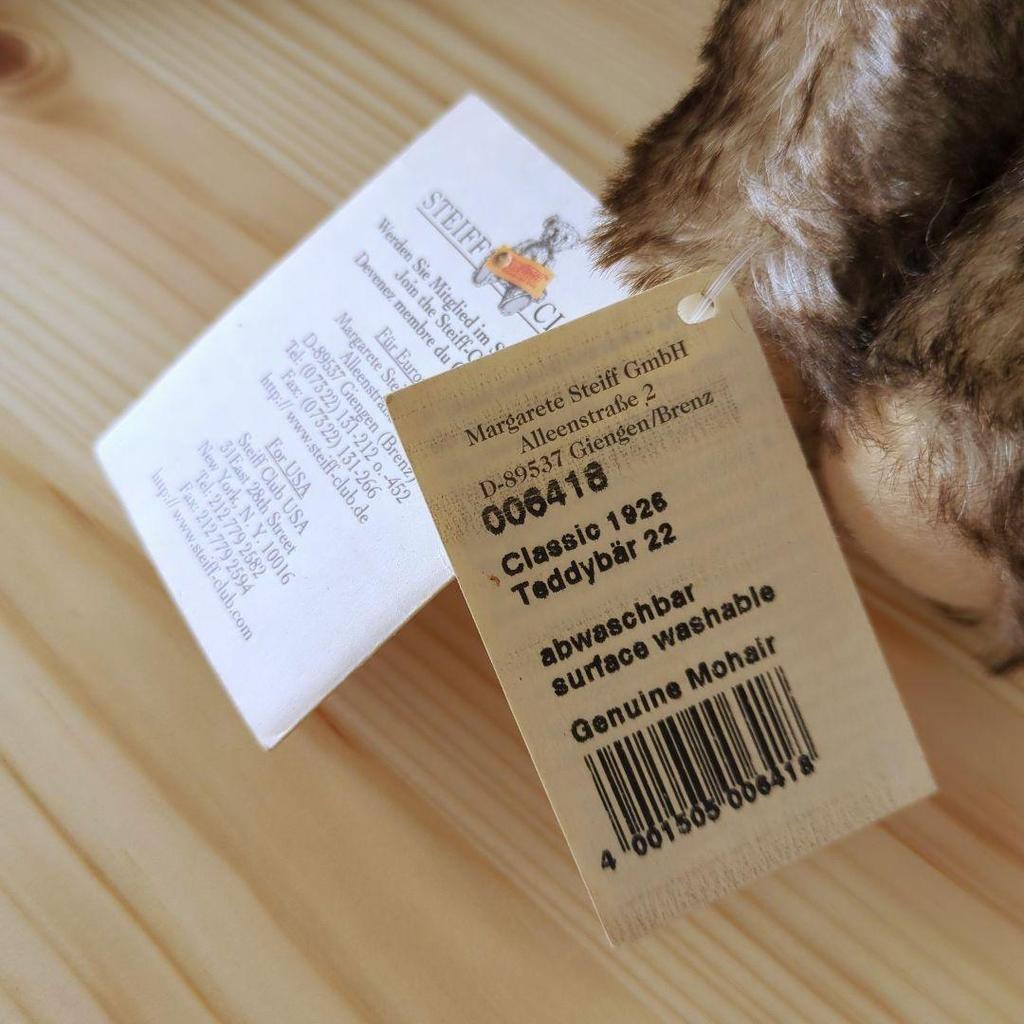 STEIFF
Werden Sie Mitglied im
Join the Steiff-
Devenez membre du
Für
Margarete
D-89537 Giengen (Brenz)
Tel. (07322) 131-212 o. -452
Fax: (07322) 131-266
http://www.steiff-club.de
For USA
Steiff Club USA
31 East 28th Street
New York, N. Y. 10016
Tel. 212/779 2582
Fax: 212/779 2594
http://www.steiff-club.com
Margarete Steiff GmbH
Alleenstraße 2
D-89537 Giengen/Brenz
006418
Classic 1926
Teddybär 22
abwaschbar
surface washable
Genuine Mohair
4 001505 006418